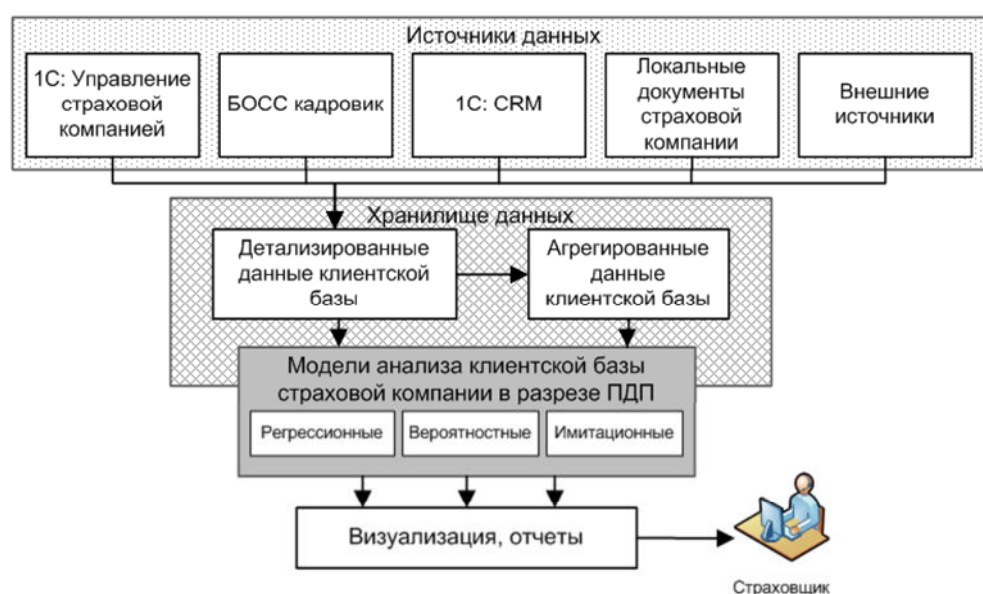 Источники данных
1С: Управление
страховой
компанией
БОСС кадровик
1С: CRM
Локальные
документы
страховой
компании
Внешние
источники
Хранилище данных
Детализированные
данные клиентской
базы
Агрегированные
данные
клиентской базы
Модели анализа клиентской базы
страховой компании в разрезе ПДП
Регрессионные
Вероятностные
Имитационные
Визуализация, отчеты
Страховщик